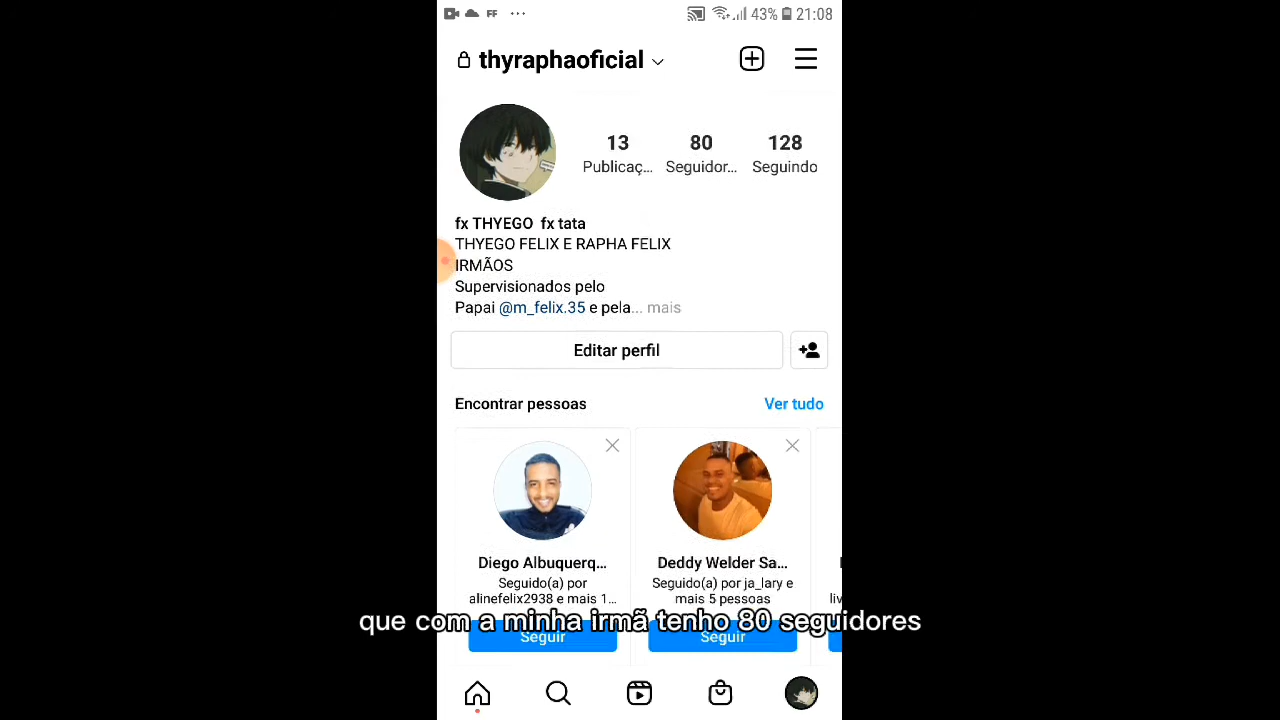 FF ... 43% 21:08
thyraphaoficial
13 80 128
Publicaç... Seguidor... Seguindo
fx THYEGO fx tata
THYEGO FELIX E RAPHA FELIX
IRMÃOS
Supervisionados pelo
Papai @m_felix.35 e pela... mais
Editar perfil
Encontrar pessoas Ver tudo
Diego Albuquerq... Deddy Welder Sa...
Seguido(a) por Seguido(a) por ja_lary e
alinefelix2938 e mais 1... mais 5 pessoas
que com a minha irmã tenho 80 seguidores
Seguir Seguir